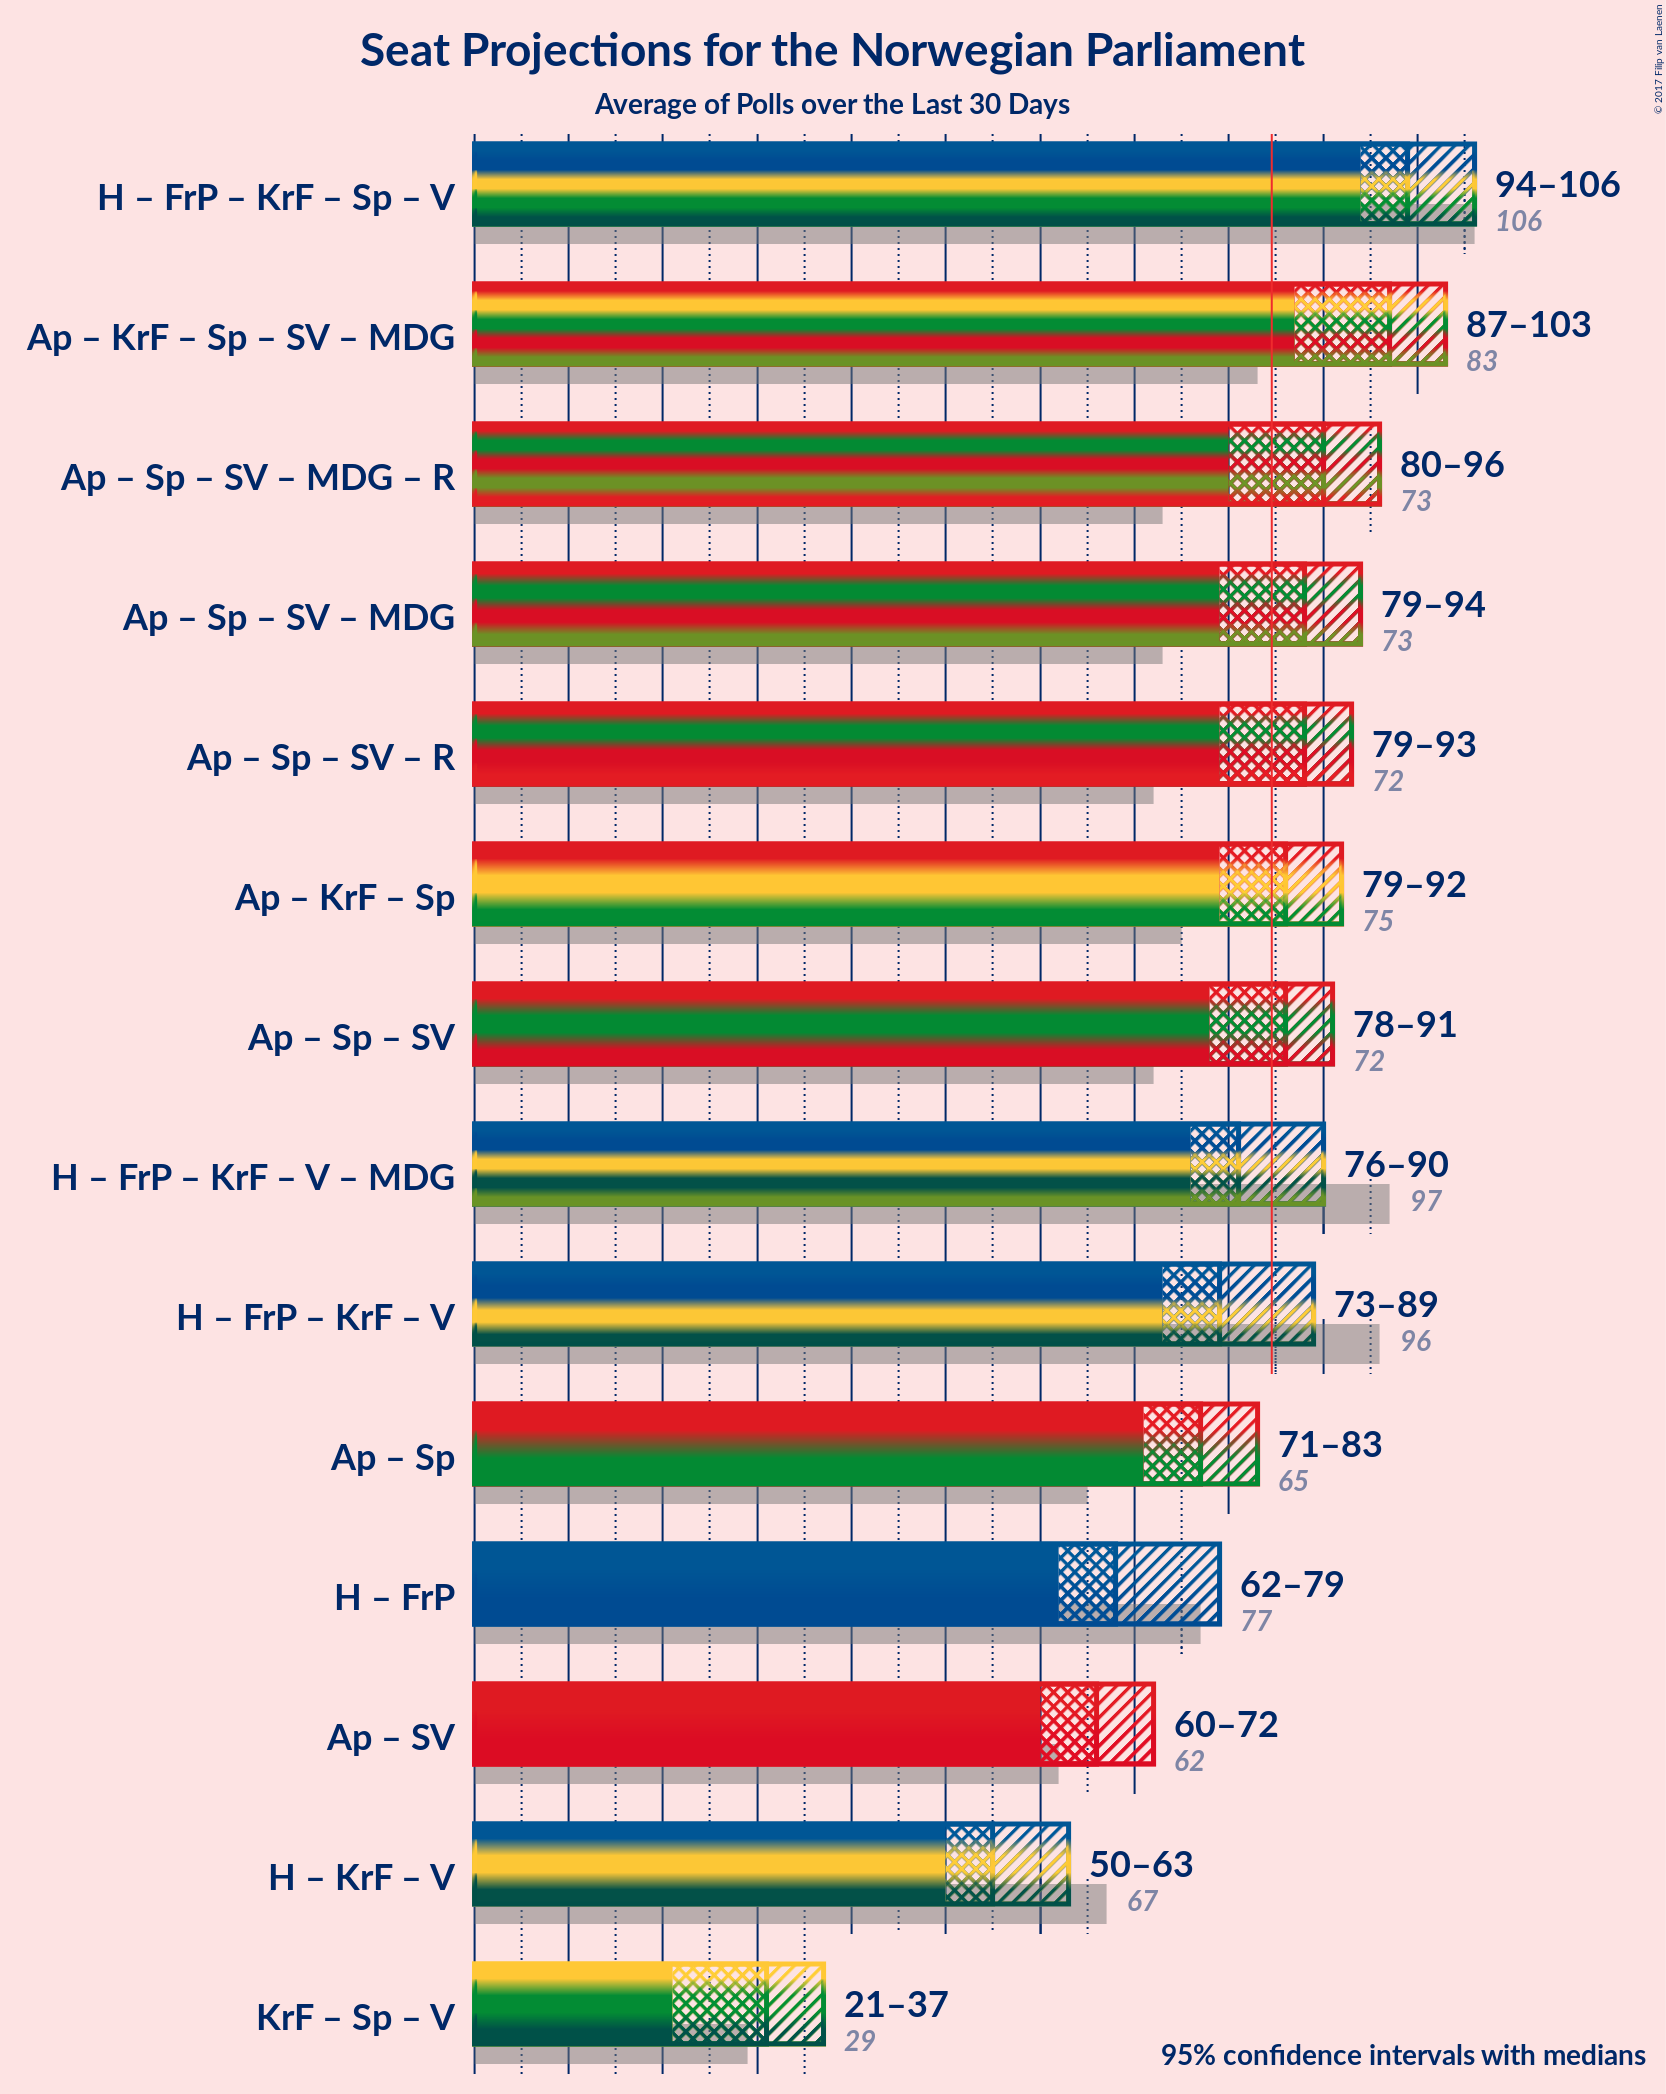 Seat Projections for the Norwegian Parliament
Average of Polls over the Last 30 Days
© 2017 Filip van Laenen
H – FrP – KrF – Sp – V
94–106
106
Ap – KrF – Sp – SV – MDG
87–103
83
Ap – Sp – SV – MDG – R
80–96
73
Ap – Sp – SV – MDG
79–94
73
Ap – Sp – SV – R
79–93
72
Ap – KrF – Sp
79–92
75
Ap – Sp – SV
78–91
72
H – FrP – KrF – V – MDG
76–90
97
H – FrP – KrF – V
73–89
96
Ap – Sp
71–83
65
H – FrP
62–79
77
Ap – SV
60–72
62
H – KrF – V
50–63
67
KrF – Sp – V
21–37
29
95% confidence intervals with medians